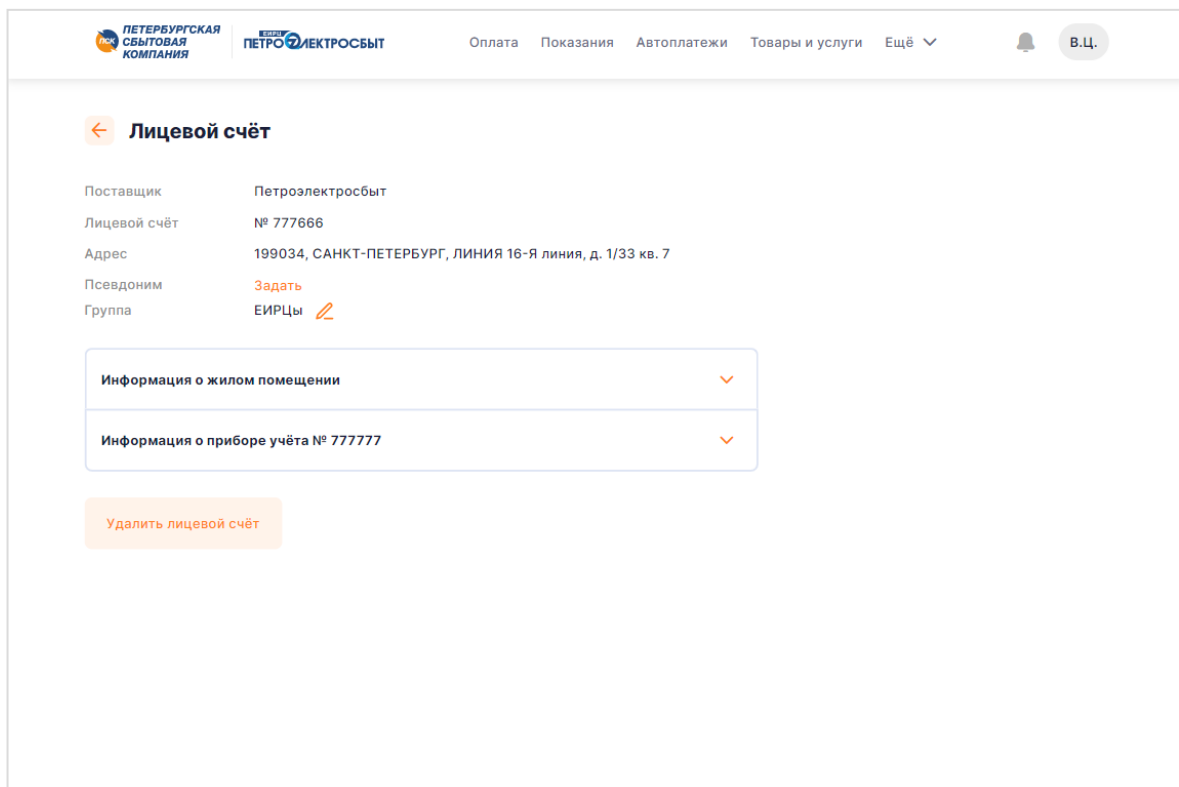 ПЕТЕРБУРГСКАЯ
СБЫТОВАЯ
КОМПАНИЯ
ПСК
ЕИРЦ
ПЕТРОЭЛЕКТРОСБЫТ
Оплата Показания Автоплатежи Товары и услуги Ещё
В.Ц.
Лицевой счёт
Поставщик Петроэлектросбыт
Лицевой счёт № 777666
Адрес 199034, САНКТ-ПЕТЕРБУРГ, ЛИНИЯ 16-Я линия, д. 1/33 кв. 7
Псевдоним Задать
Группа ЕИРЦы
Информация о жилом помещении
Информация о приборе учёта № 777777
Удалить лицевой счёт